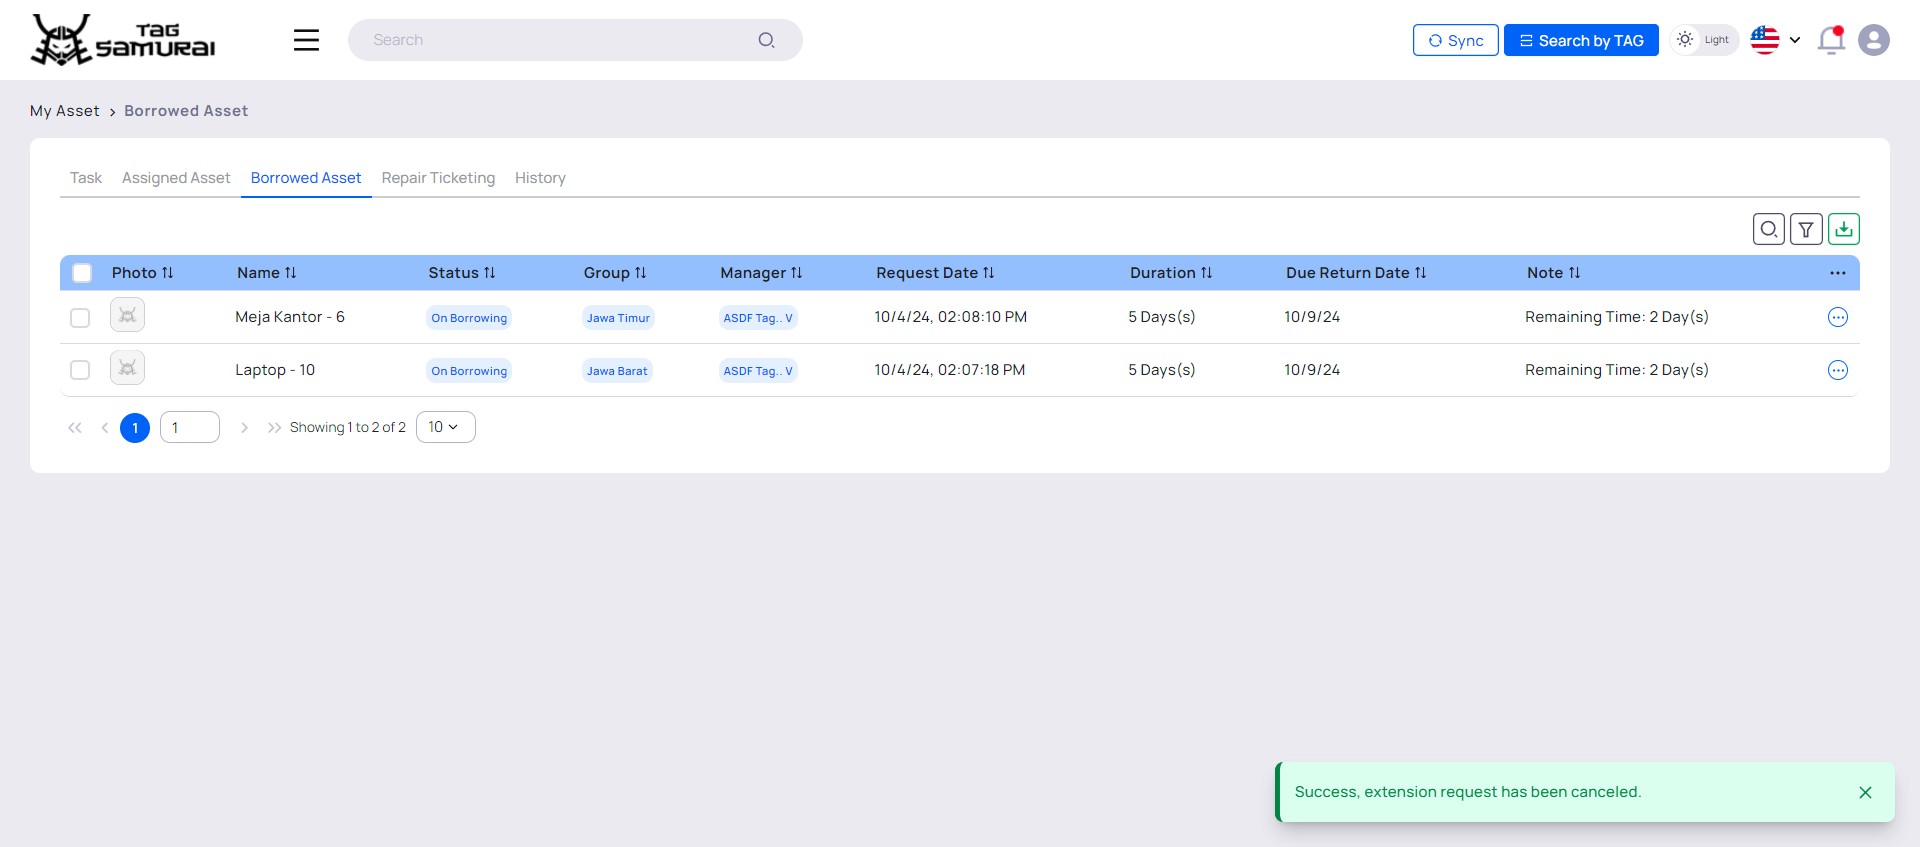 TAG SAMURAI
Search
Sync
Search by TAG
Light
My Asset > Borrowed Asset
Task Assigned Asset Borrowed Asset Repair Ticketing History
Photo Name Status Group Manager Request Date Duration Due Return Date Note
Meja Kantor - 6 On Borrowing Jawa Timur ASDF Tag.. V 10/4/24, 02:08:10 PM 5 Days(s) 10/9/24 Remaining Time: 2 Day(s)
Laptop - 10 On Borrowing Jawa Barat ASDF Tag.. V 10/4/24, 02:07:18 PM 5 Days(s) 10/9/24 Remaining Time: 2 Day(s)
1 1 Showing 1 to 2 of 2 10
Success, extension request has been canceled.